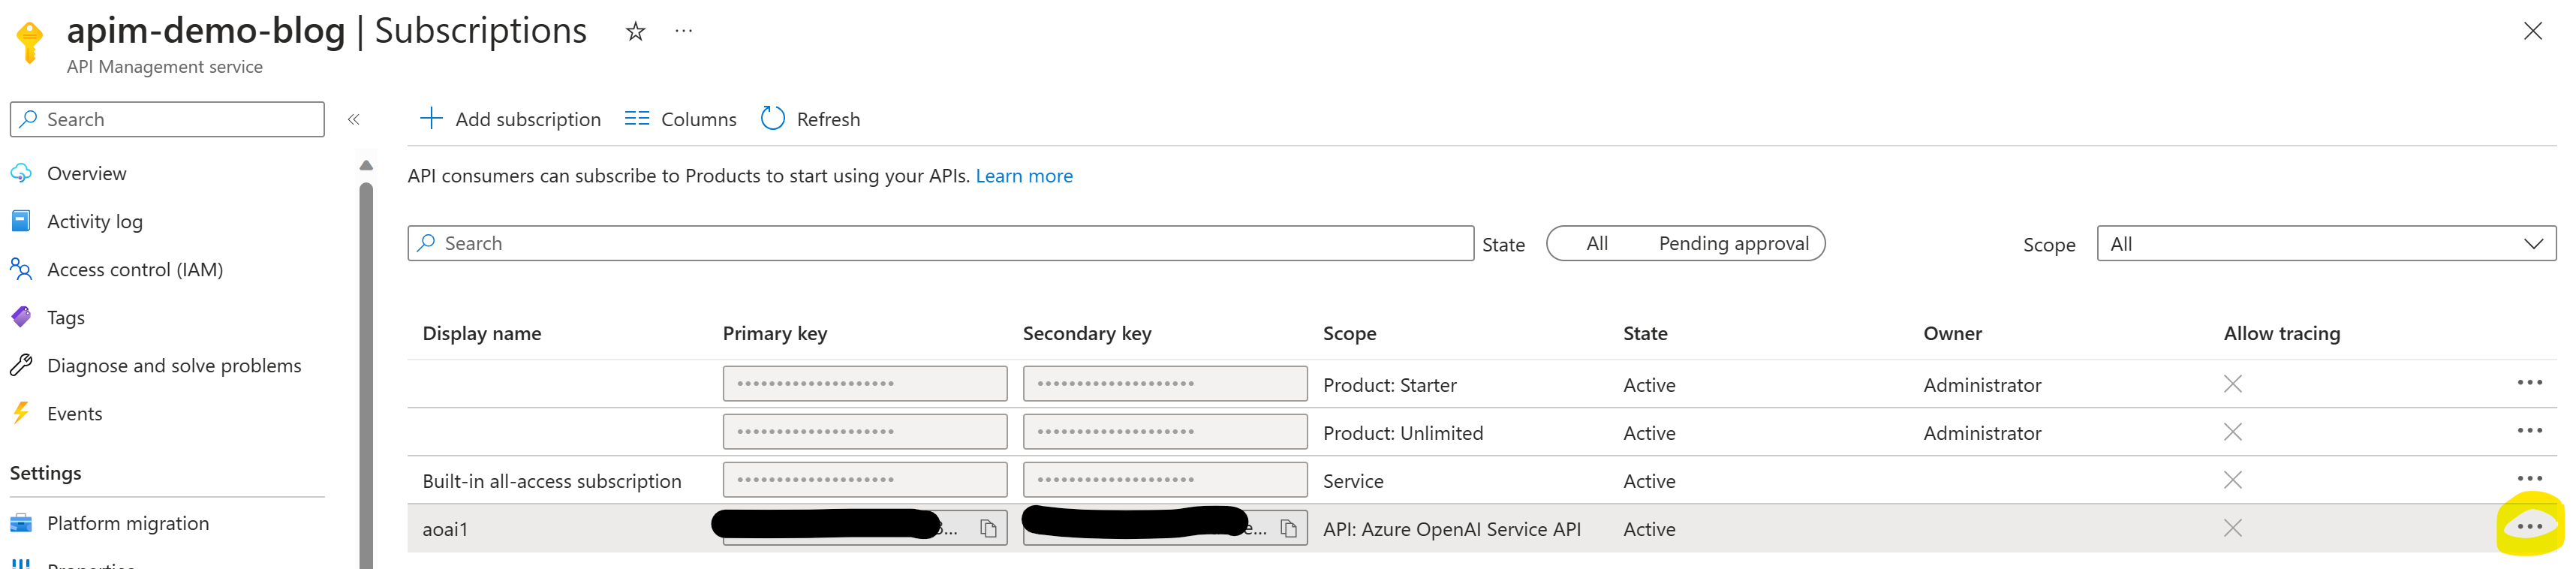 apim-demo-blog | Subscriptions
API Management service
Search
Overview
Activity log
Access control (IAM)
Tags
Diagnose and solve problems
Events
Settings
Platform migration
Add subscription Columns Refresh
API consumers can subscribe to Products to start using your APIs. Learn more
Search State All Pending approval Scope All
Display name Primary key Secondary key Scope State Owner Allow tracing
Product: Starter Active Administrator
Product: Unlimited Active Administrator
Built-in all-access subscription Service Active
aoai1 API: Azure OpenAI Service API Active